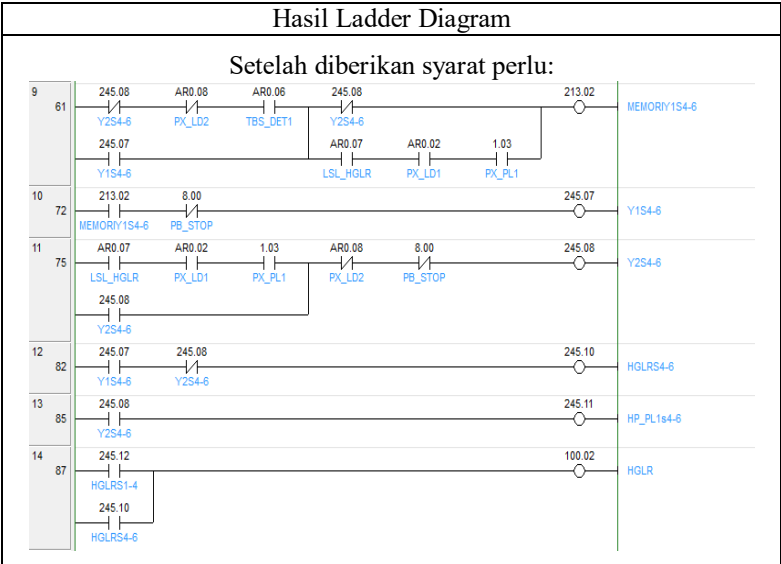 Hasil Ladder Diagram
Setelah diberikan syarat perlu:
9 245.08 AR0.08 AR0.06 245.08 213.02
61 Y2S4-6 PX_LD2 TBS_DET1 Y2S4-6 MEMORIY1S4-6
245.07 AR0.07 AR0.02 1.03
Y1S4-6 LSL_HGLR PX_LD1 PX_PL1
10 213.02 8.00 245.07
72 MEMORIY1S4-6 PB_STOP Y1S4-6
11 AR0.07 AR0.02 1.03 AR0.08 8.00 245.08
75 LSL_HGLR PX_LD1 PX_PL1 PX_LD2 PB_STOP Y2S4-6
245.08
Y2S4-6
12 245.07 245.08 245.10
82 Y1S4-6 Y2S4-6 HGLRS4-6
13 245.08 245.11
85 Y2S4-6 HP_PL1s4-6
14 245.12 100.02
87 HGLRS1-4 HGLR
245.10
HGLRS4-6